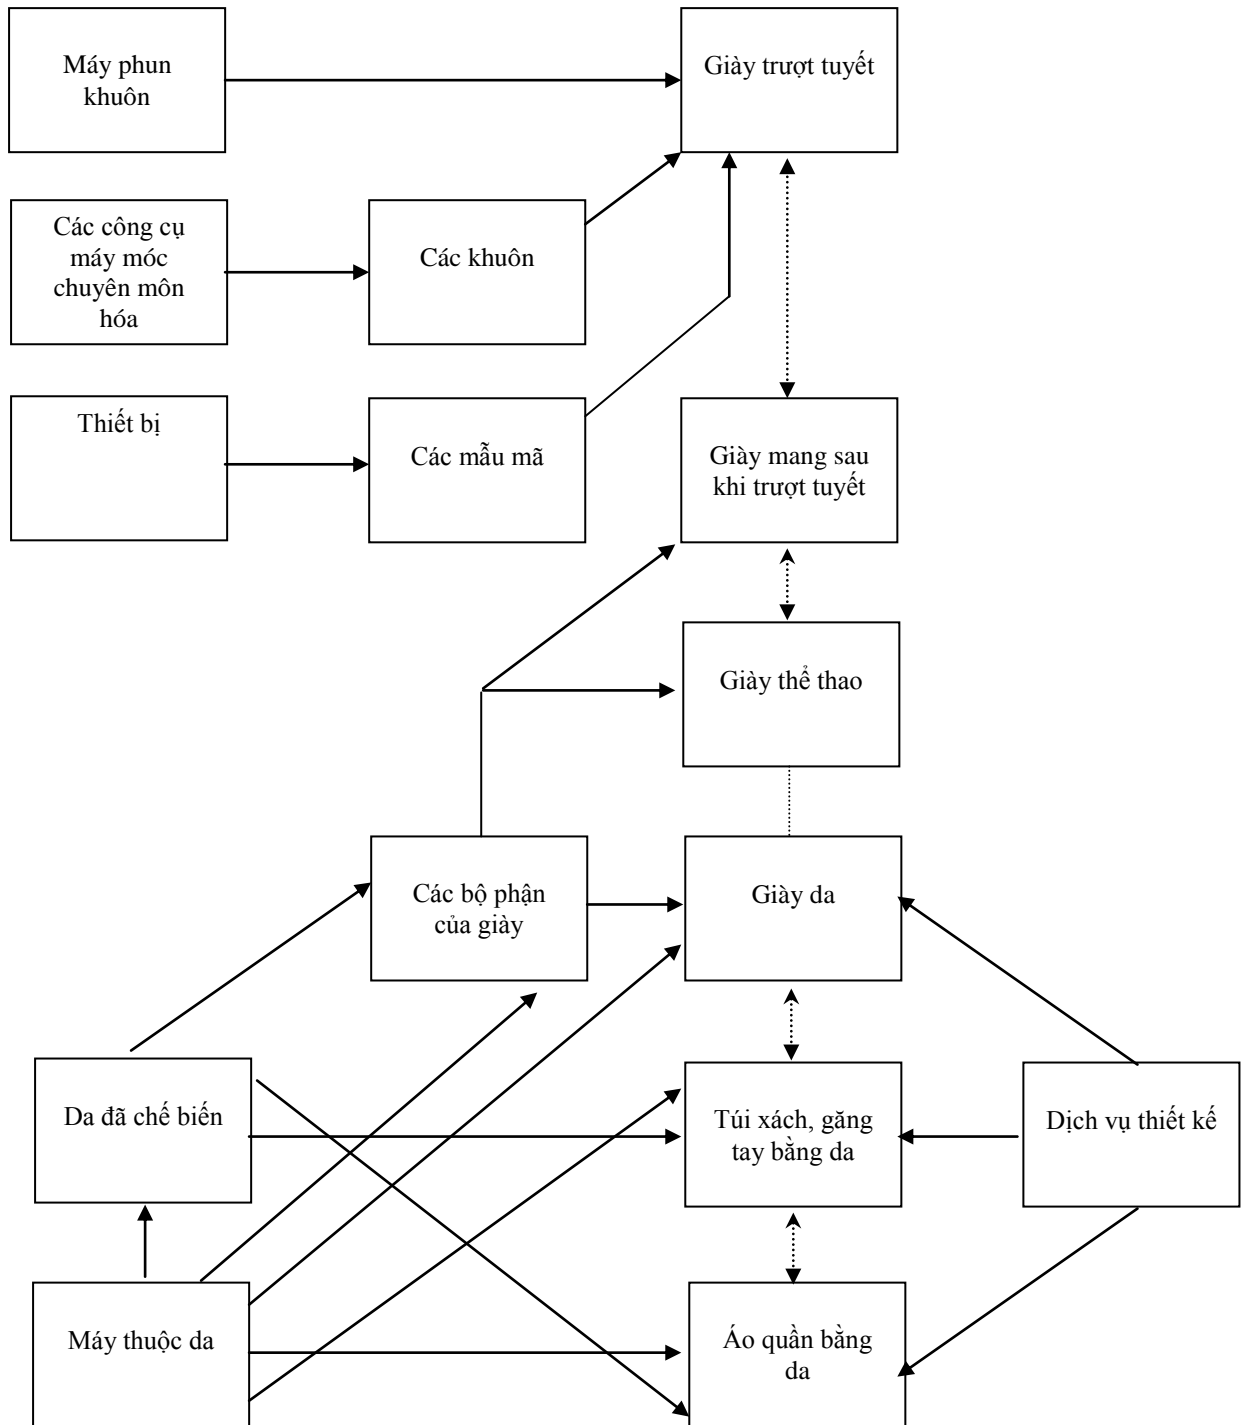 Máy phun
khuôn
Giày trượt tuyết
Các công cụ
máy móc
chuyên môn
hóa
Các khuôn
Thiết bị
Các mẫu mã
Giày mang sau
khi trượt tuyết
Giày thể thao
Các bộ phận
của giày
Giày da
Da đã chế biến
Túi xách, găng
tay bằng da
Dịch vụ thiết kế
Máy thuộc da
Áo quần bằng
da